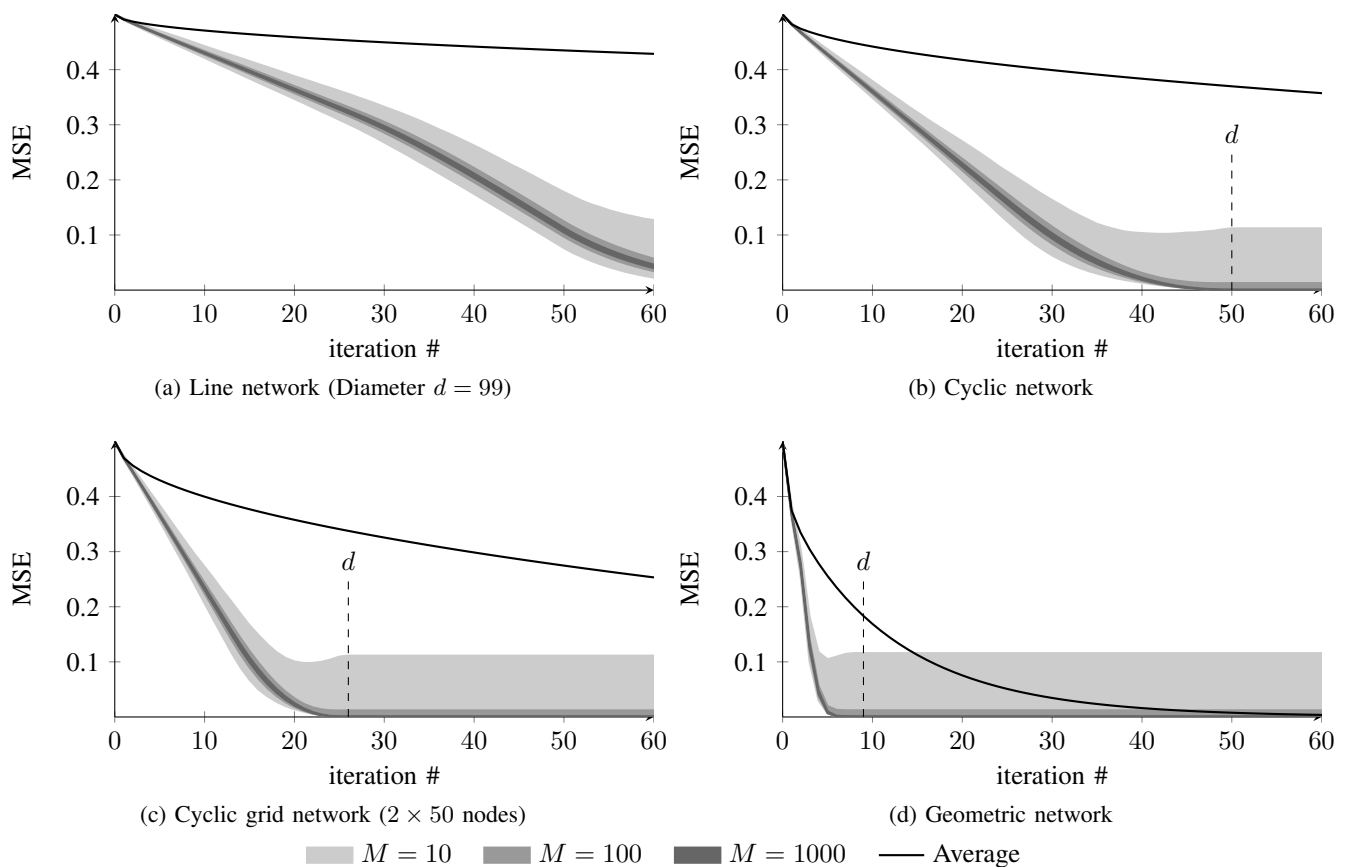 0.4
0.3
0.2
0.1
MSE
0 10 20 30 40 50 60
iteration #
(a) Line network (Diameter d = 99)
0.4
0.3
0.2
0.1
MSE
d
0 10 20 30 40 50 60
iteration #
(b) Cyclic network
0.4
0.3
0.2
0.1
MSE
d
0 10 20 30 40 50 60
iteration #
(c) Cyclic grid network (2 × 50 nodes)
0.4
0.3
0.2
0.1
MSE
d
0 10 20 30 40 50 60
iteration #
(d) Geometric network
M = 10 M = 100 M = 1000 Average